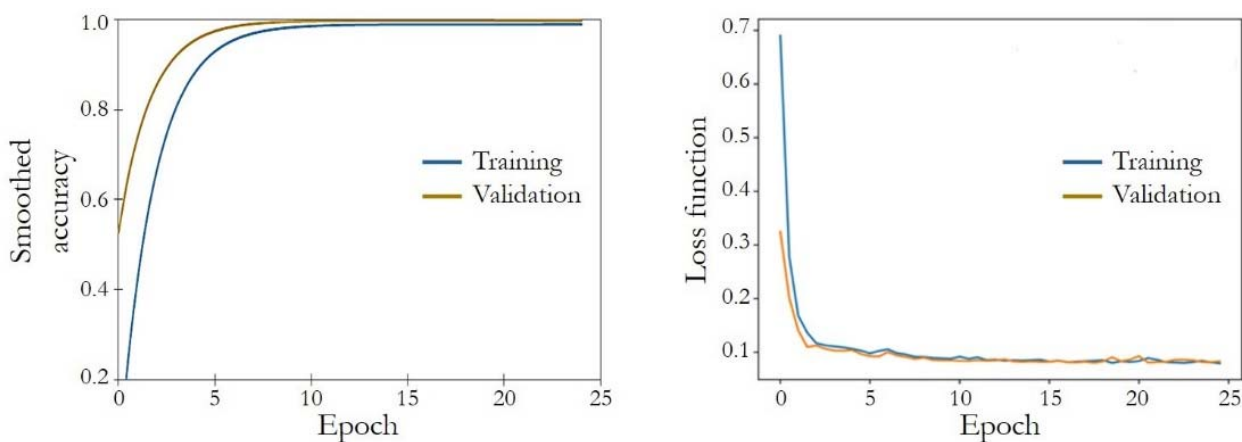 1.0
0.8
0.6
0.4
0.2
Smoothed
accuracy
Training
Validation
0 5 10 15 20 25
Epoch
0.7
0.6
0.5
0.4
0.3
0.2
0.1
Loss function
Training
Validation
0 5 10 15 20 25
Epoch